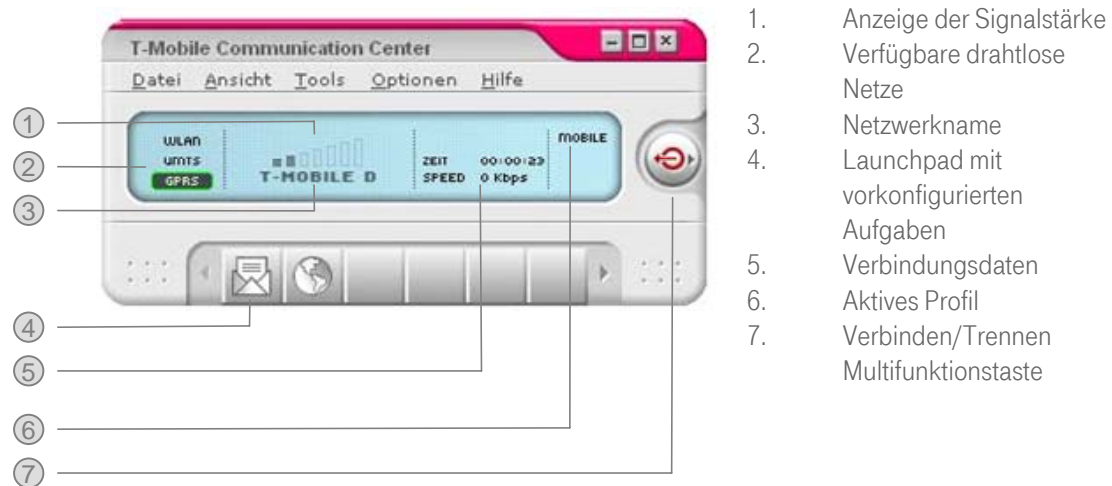 T-Mobile Communication Center
Datei Ansicht Tools Optionen Hilfe
WLAN
UMTS
GPRS
T-MOBILE D
ZEIT 00:00:23
SPEED 0 Kbps
MOBILE
1
2
3
4
5
6
7
1. Anzeige der Signalstärke
2. Verfügbare drahtlose
Netze
3. Netzwerkname
4. Launchpad mit
vorkonfigurierten
Aufgaben
5. Verbindungsdaten
6. Aktives Profil
7. Verbinden/Trennen
Multifunktionstaste